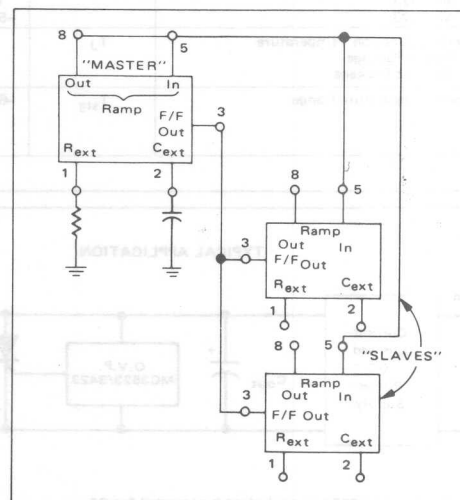 8 5
"MASTER"
Out In
Ramp
F/F
Out
3
Rext Cext
1 2
8 5
Ramp
Out In
3
F/F Out
Rext Cext
1 2
8 5
"SLAVES"
Ramp
Out In
3
F/F Out
Rext Cext
1 2
APPLICATION
O.V.P.